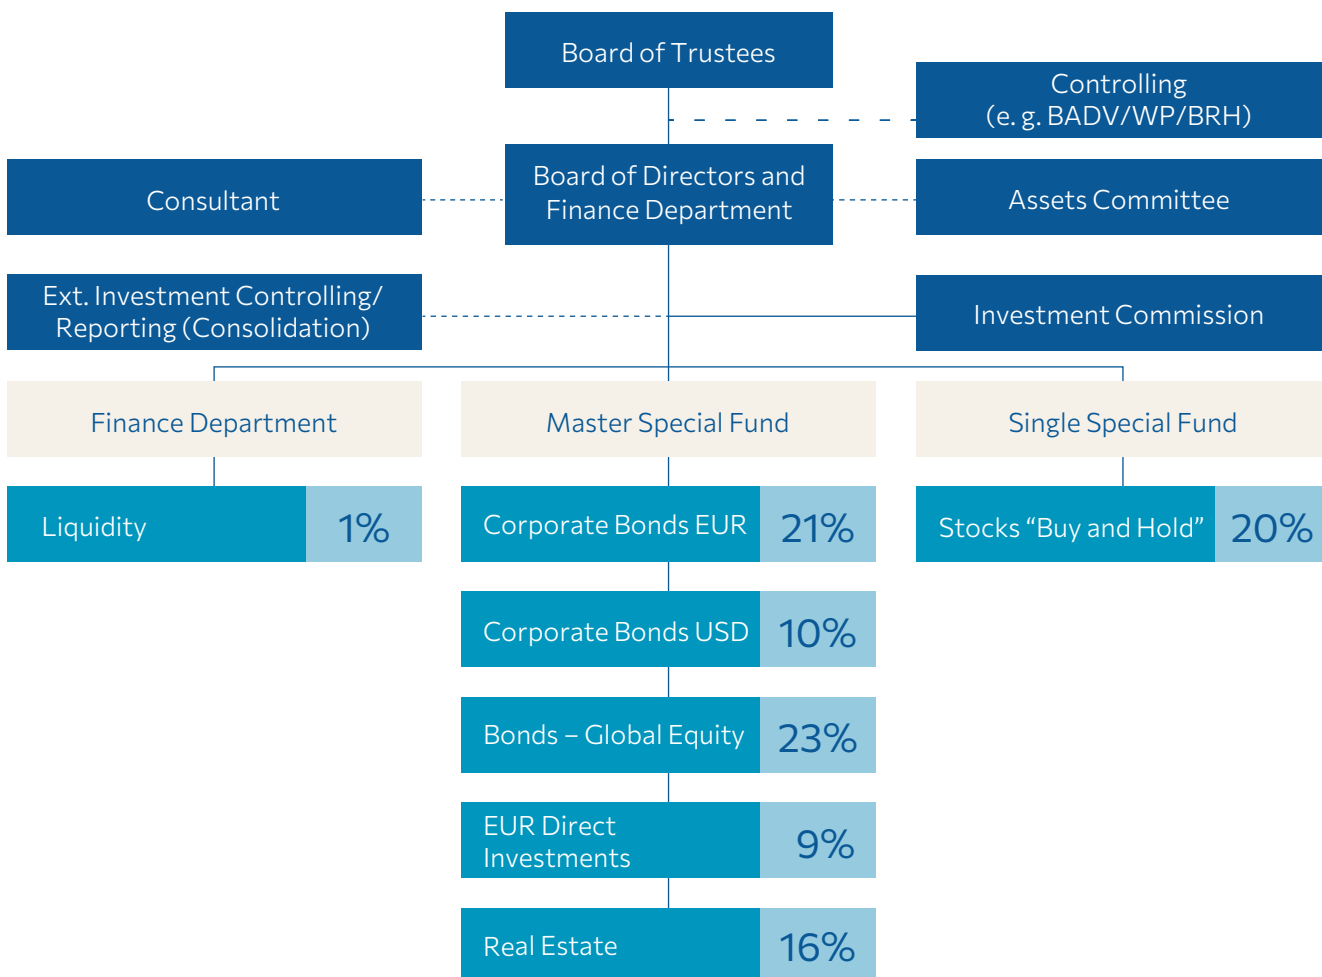 Board of Trustees
Controlling
(e. g. BADV/WP/BRH)
Consultant
Board of Directors and
Finance Department
Assets Committee
Ext. Investment Controlling/
Reporting (Consolidation)
Investment Commission
Finance Department
Master Special Fund
Single Special Fund
Liquidity 1%
Corporate Bonds EUR 21%
Stocks “Buy and Hold” 20%
Corporate Bonds USD 10%
Bonds – Global Equity 23%
EUR Direct
Investments 9%
Real Estate 16%